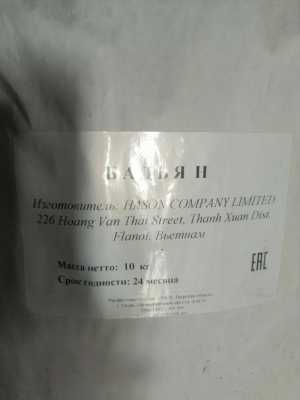 БАДЬЯН
Изготовитель: HASON COMPANY LIMITED
226 Hoang Van Thai Street, Thanh Xuan Dist.
Hanoi. Вьетнам
Масса нетто: 10 кг
Срок годности: 24 месяца
EAC